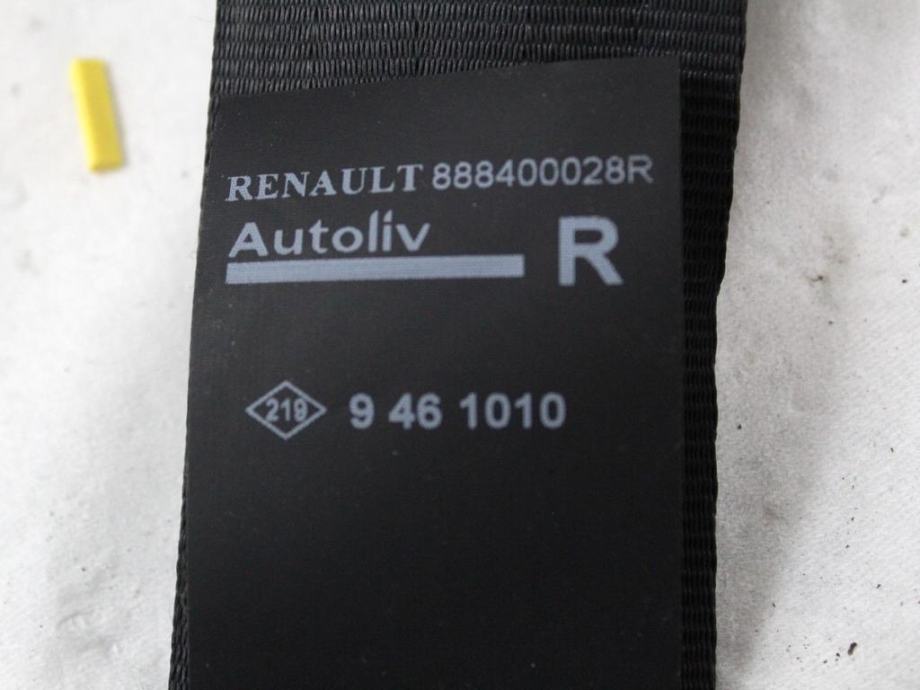 RENAULT 888400028R
Autoliv R
219 9 46 1010